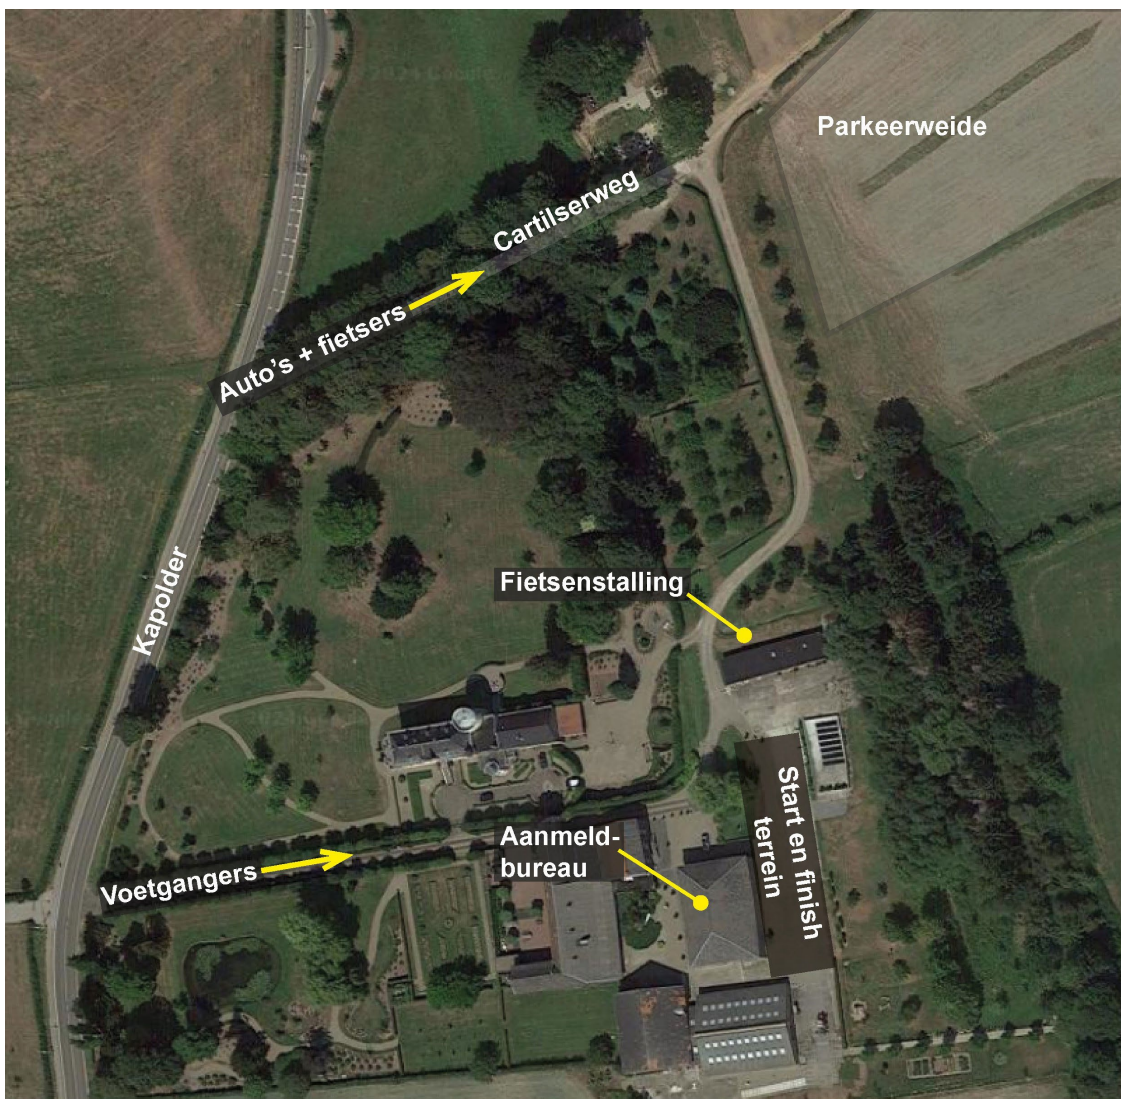 Parkeerweide
Cartilserweg
Auto's + fietsers
Kapolder
Fietsenstalling
Start en finish
terrein
Aanmeld-
bureau
Voetgangers